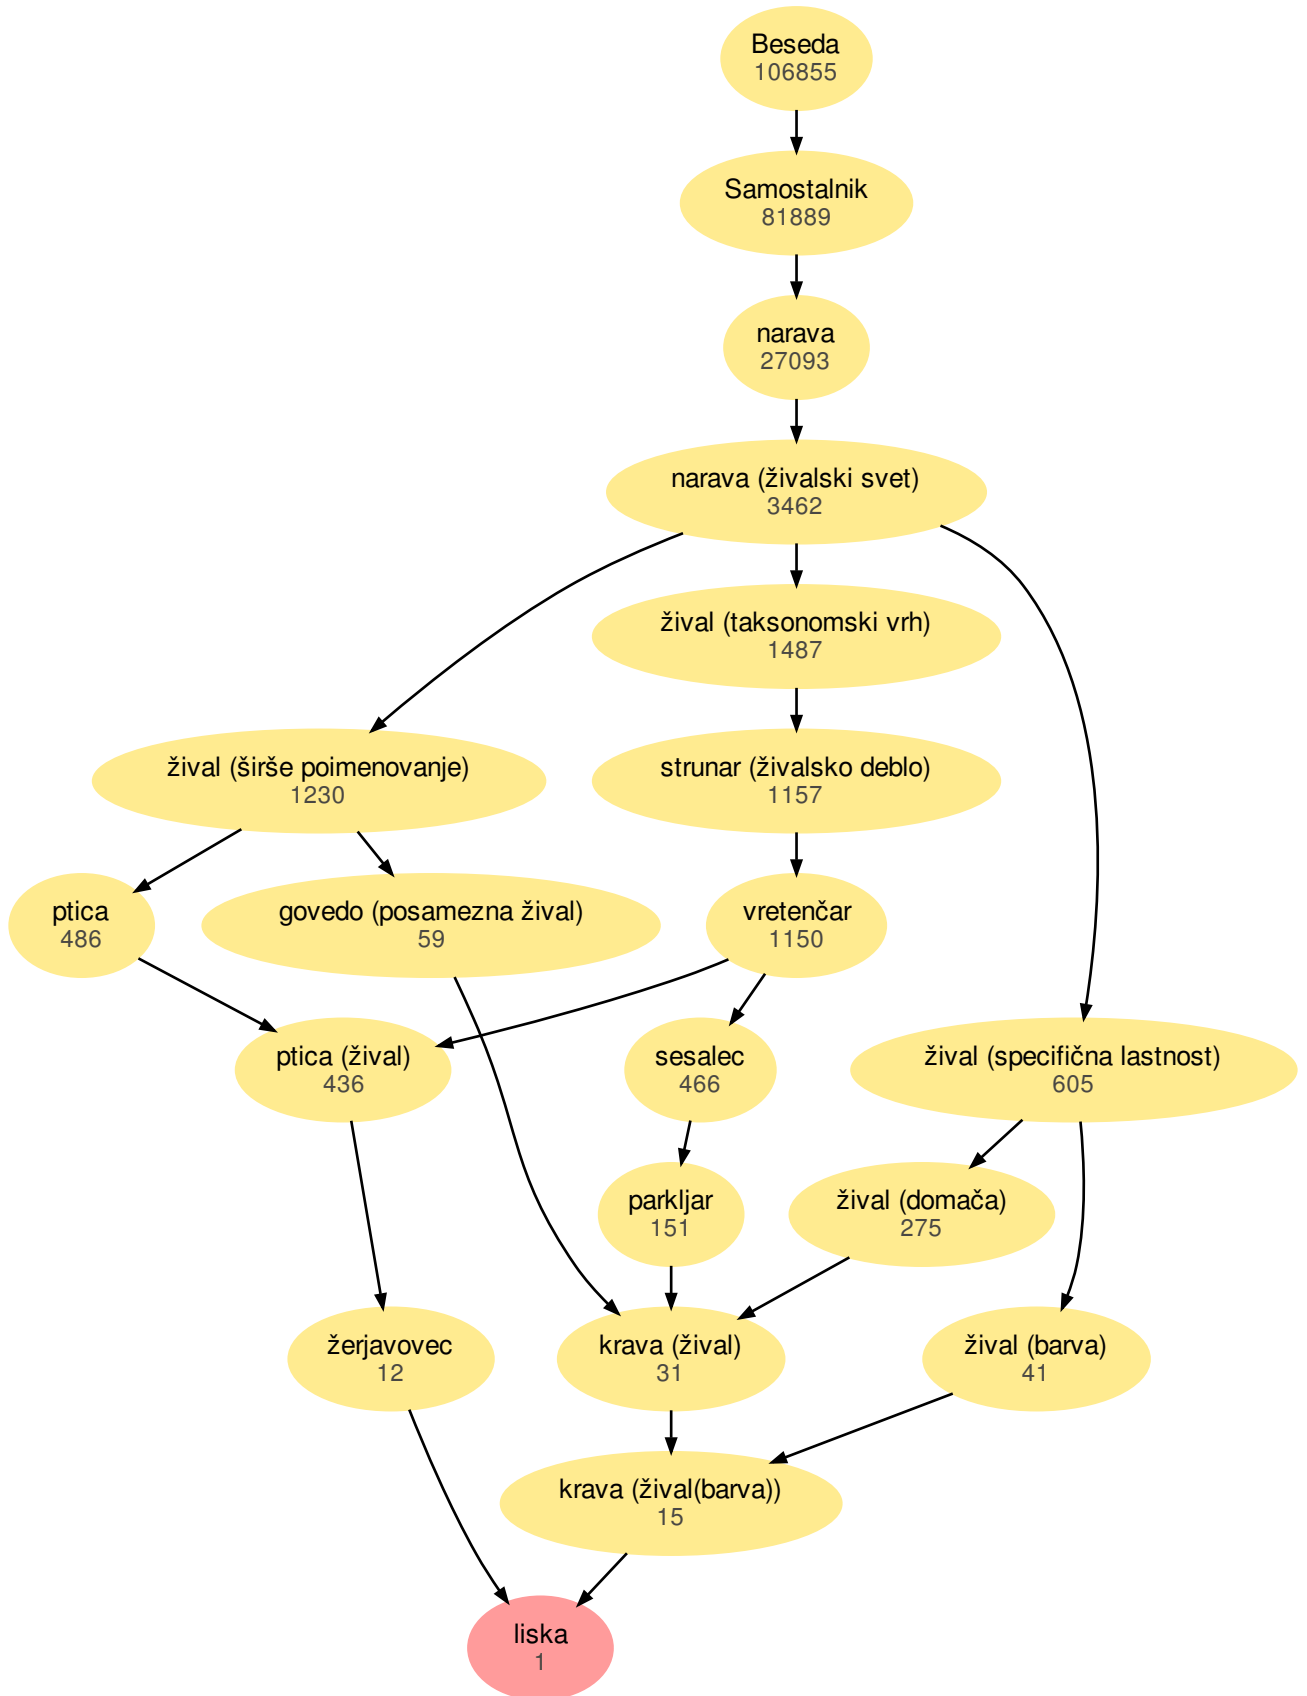 Beseda
106855
Samostalnik
81889
narava
27093
narava (živalski svet)
3462
žival (taksonomski vrh)
1487
žival (širše poimenovanje)
1230
strunar (živalsko deblo)
1157
ptica
486
govedo (posamezna žival)
59
vretenčar
1150
ptica (žival)
436
sesalec
466
žival (specifična lastnost)
605
parkljar
151
žival (domača)
275
žerjavovec
12
krava (žival)
31
žival (barva)
41
krava (žival(barva))
15
liska
1